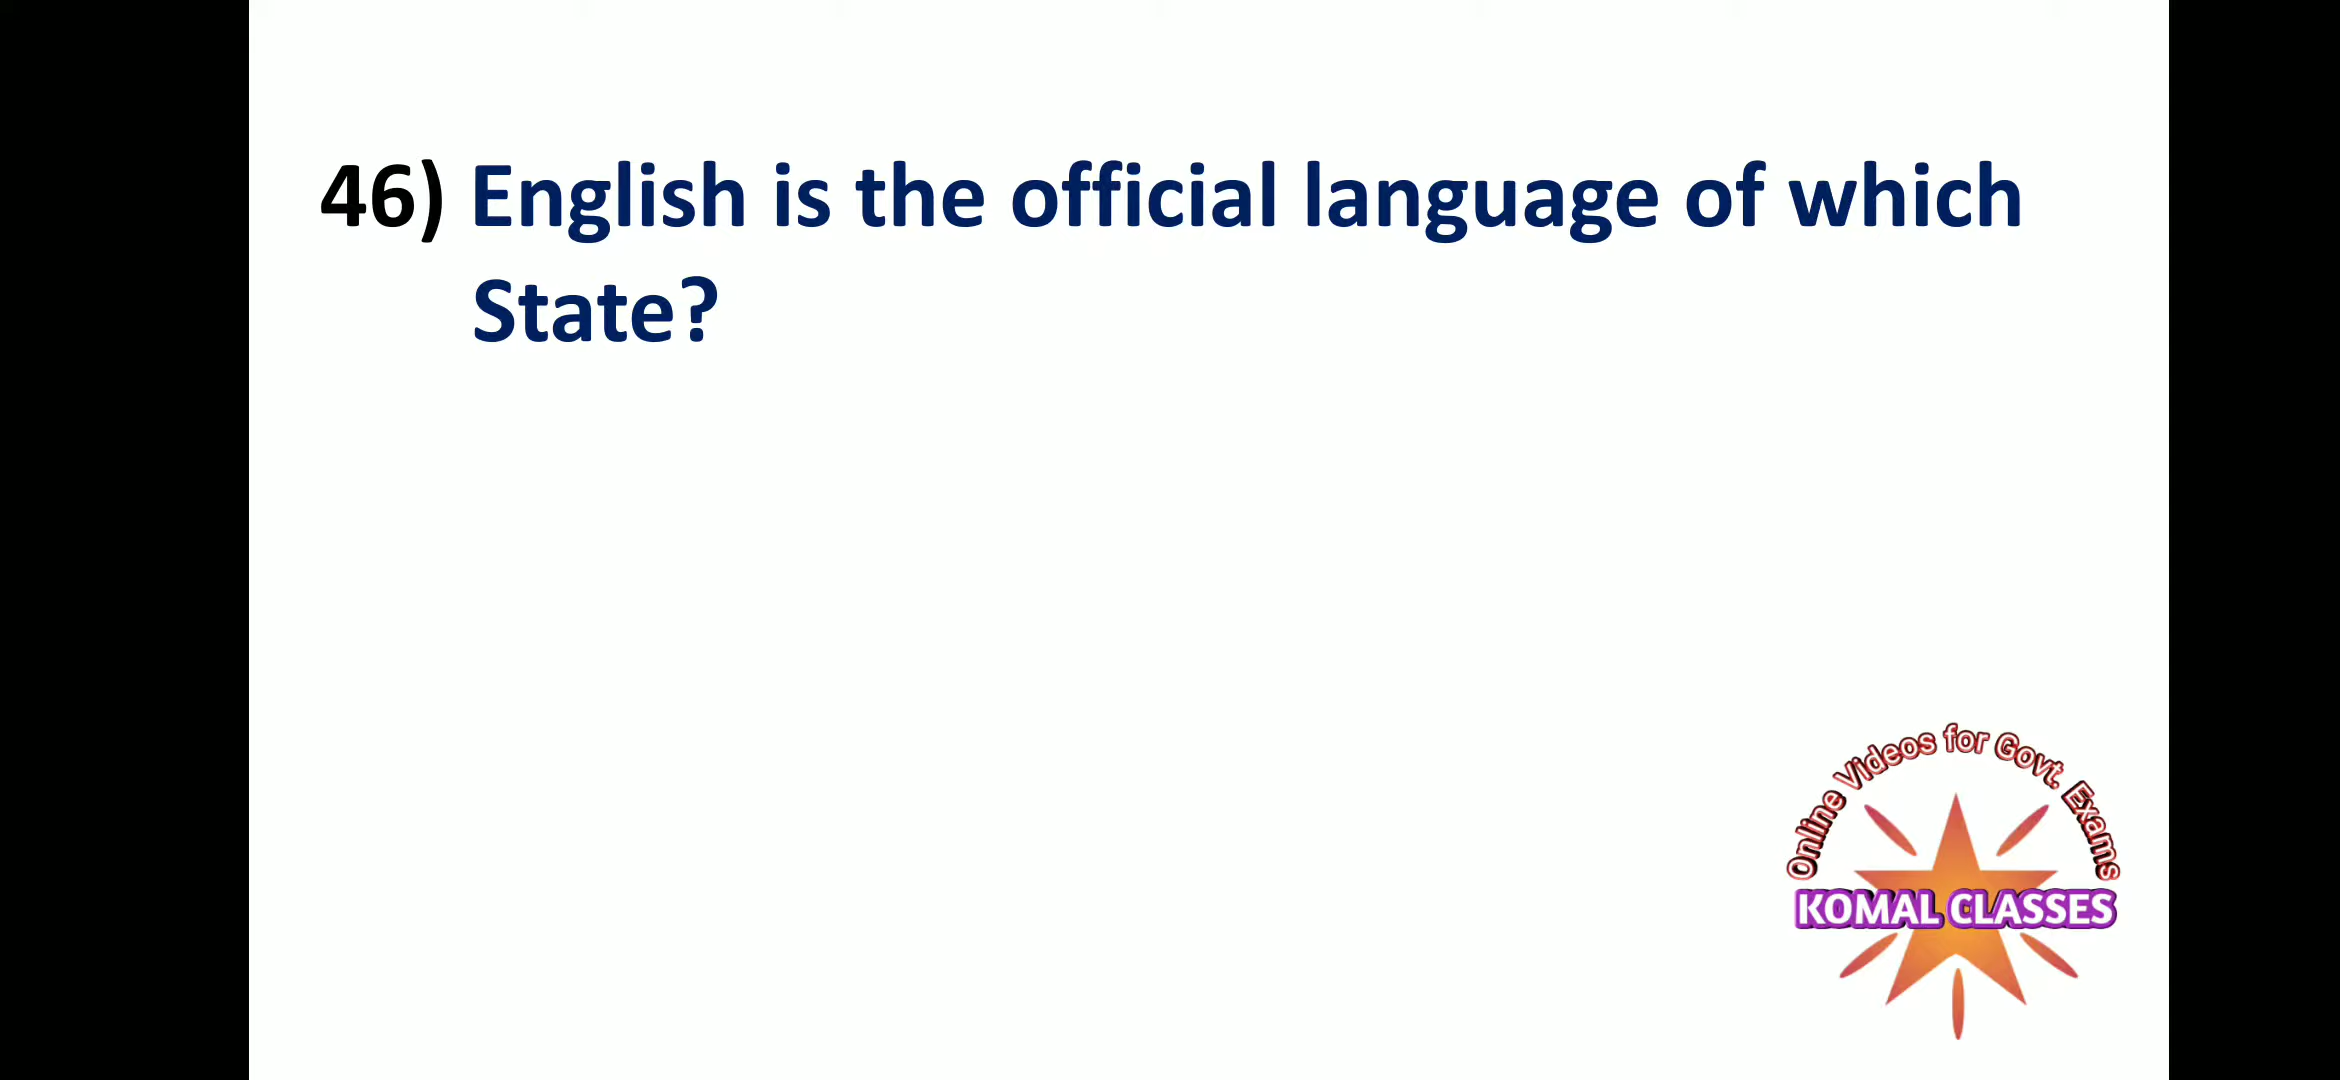 46) English is the official language of which
State?
Online Videos for Govt. Exams
KOMAL CLASSES